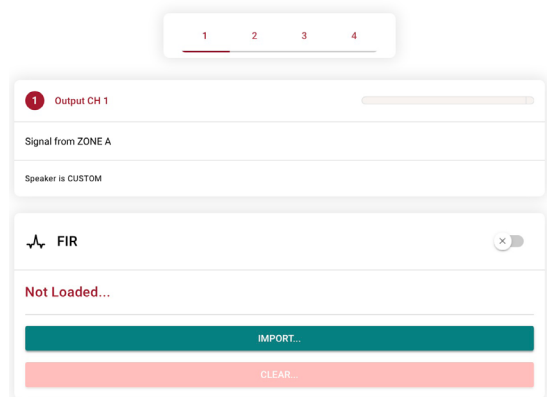 1 2 3 4
1 Output CH 1
Signal from ZONE A
Speaker is CUSTOM
FIR
Not Loaded...
IMPORT...
CLEAR...